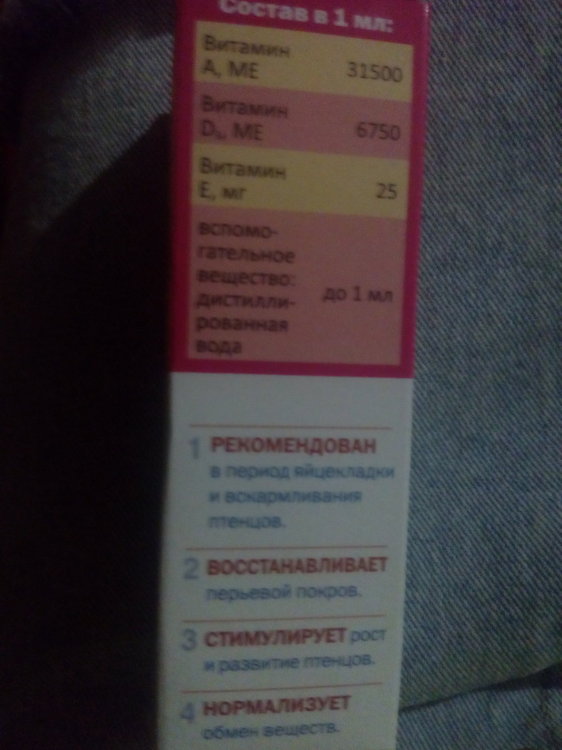 Состав в 1 мл:
Витамин
А, МЕ 31500
Витамин
D₃, МЕ 6750
Витамин
Е, мг 25
вспомо-
гательное
вещество: до 1 мл
дистилли-
рованная
вода
1 РЕКОМЕНДОВАН
в период яйцекладки
и вскармливания
птенцов.
2 ВОССТАНАВЛИВАЕТ
перьевой покров.
3 СТИМУЛИРУЕТ рост
и развитие птенцов.
4 НОРМАЛИЗУЕТ
обмен веществ.